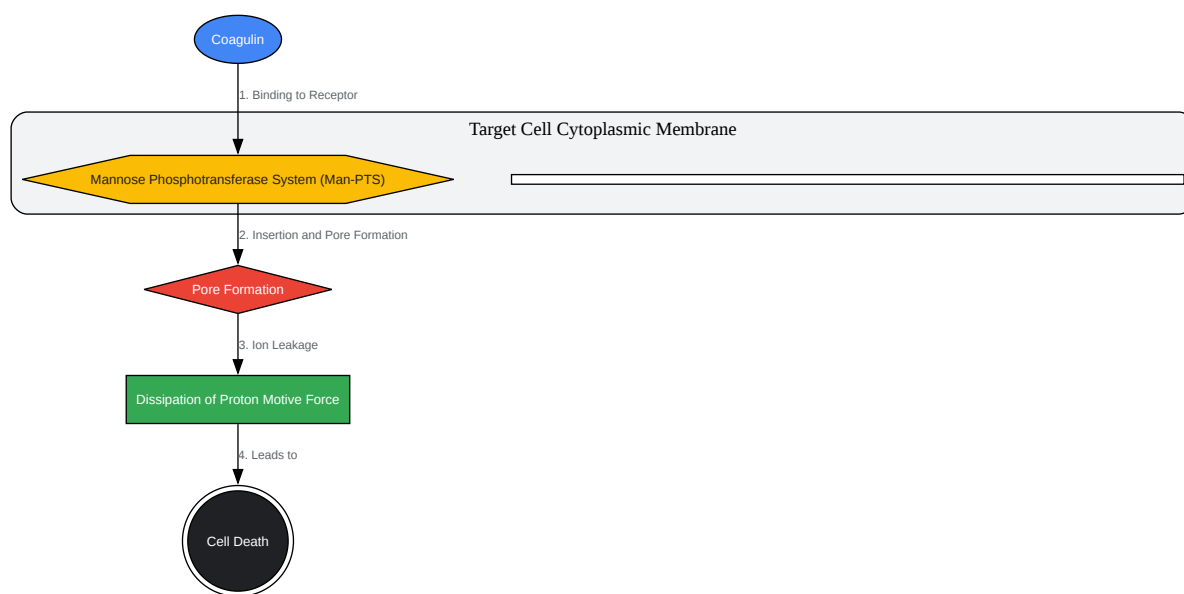 Coagulin
1. Binding to Receptor
Target Cell Cytoplasmic Membrane
Mannose Phosphotransferase System (Man-PTS)
2. Insertion and Pore Formation
Pore Formation
3. Ion Leakage
Dissipation of Proton Motive Force
4. Leads to
Cell Death